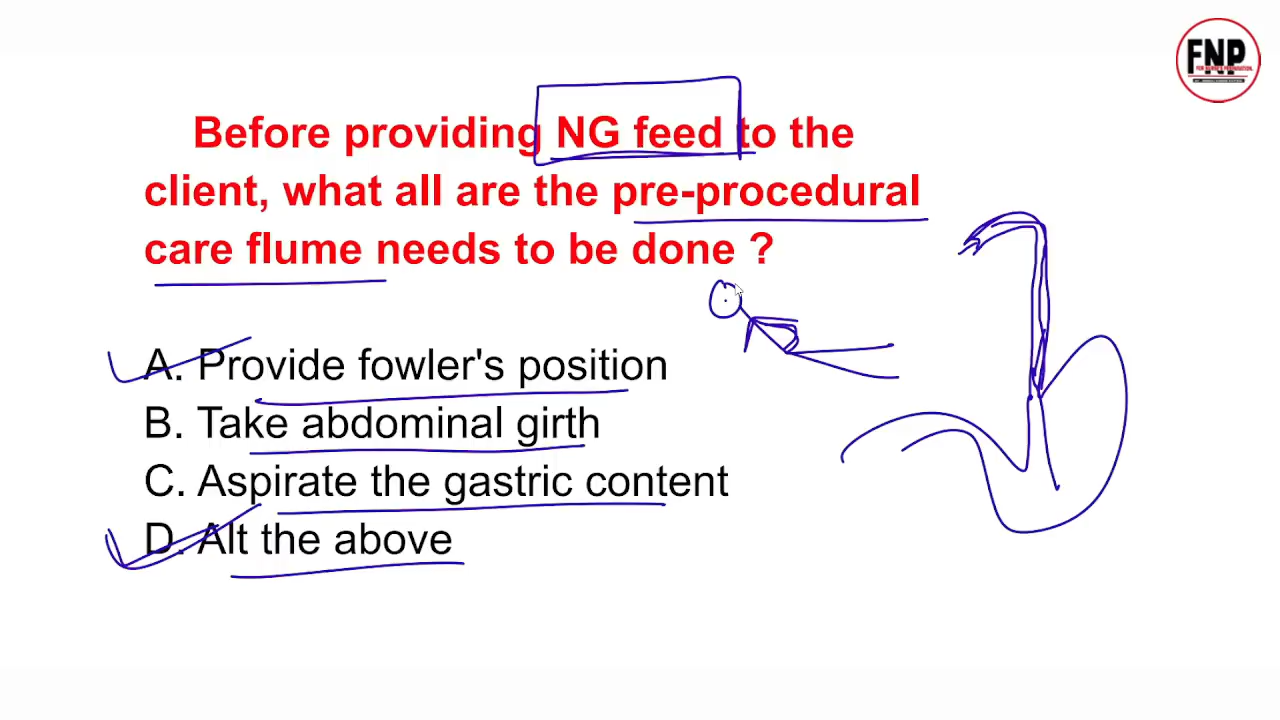 FNP
Before providing NG feed to the
client, what all are the pre-procedural
care flume needs to be done ?
A. Provide fowler's position
B. Take abdominal girth
C. Aspirate the gastric content
D. Alt the above